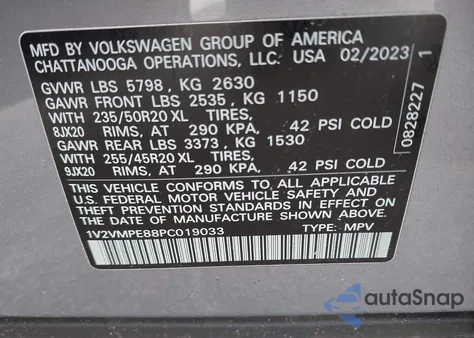 MFD BY VOLKSWAGEN GROUP OF AMERICA
CHATTANOOGA OPERATIONS, LLC. USA 02/2023
GVWR LBS 5798, KG 2630
GAWR FRONT LBS 2535, KG 1150
WITH 235/50R20 XL TIRES,
8JX20 RIMS, AT 290 KPA, 42 PSI COLD
GAWR REAR LBS 3373, KG 1530
WITH 255/45R20 XL TIRES,
9JX20 RIMS, AT 290 KPA, 42 PSI COLD
THIS VEHICLE CONFORMS TO ALL APPLICABLE
U.S. FEDERAL MOTOR VEHICLE SAFETY AND
THEFT PREVENTION STANDARDS IN EFFECT ON
THE DATE OF MANUFACTURE SHOWN ABOVE.
1V2VMPE88PC019033 TYPE: MPV
0828227 1
autoSnap